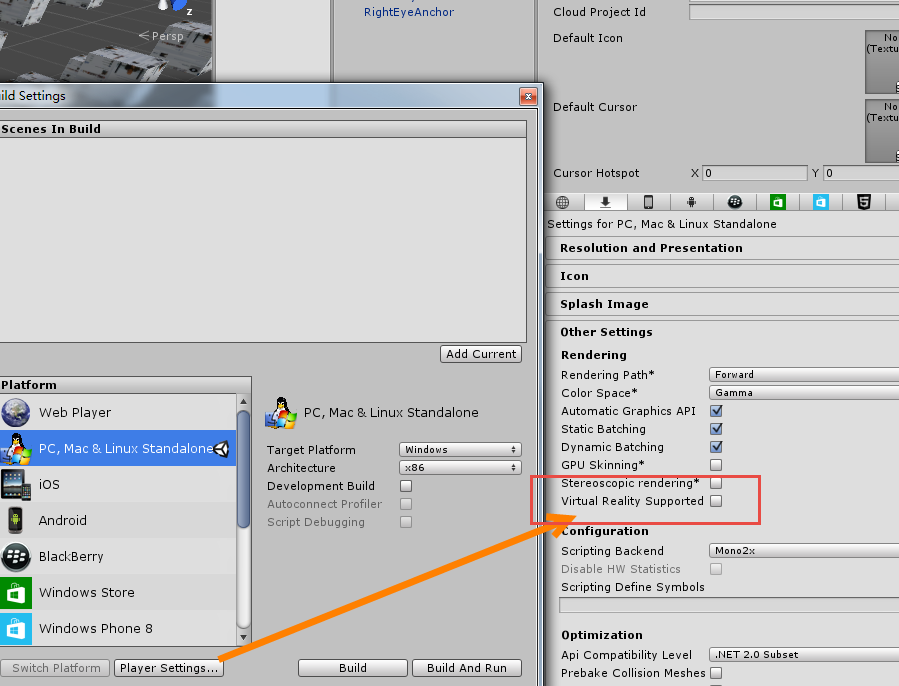 z
Persp
RightEyeAnchor
Cloud Project Id
Default Icon
No
(Textu
Default Cursor
No
(Textu
Cursor Hotspot X 0 Y 0
ild Settings
Scenes In Build
Add Current
Platform
Web Player
PC, Mac & Linux Standalone
iOS
Android
BlackBerry
Windows Store
Windows Phone 8
Switch Platform
Player Settings...
PC, Mac & Linux Standalone
Target Platform Windows
Architecture x86
Development Build
Autoconnect Profiler
Script Debugging
Build
Build And Run
Settings for PC, Mac & Linux Standalone
Resolution and Presentation
Icon
Splash Image
Other Settings
Rendering
Rendering Path* Forward
Color Space* Gamma
Automatic Graphics API
Static Batching
Dynamic Batching
GPU Skinning*
Stereoscopic rendering*
Virtual Reality Supported
Configuration
Scripting Backend Mono2x
Disable HW Statistics
Scripting Define Symbols
Optimization
Api Compatibility Level .NET 2.0 Subset
Prebake Collision Meshes